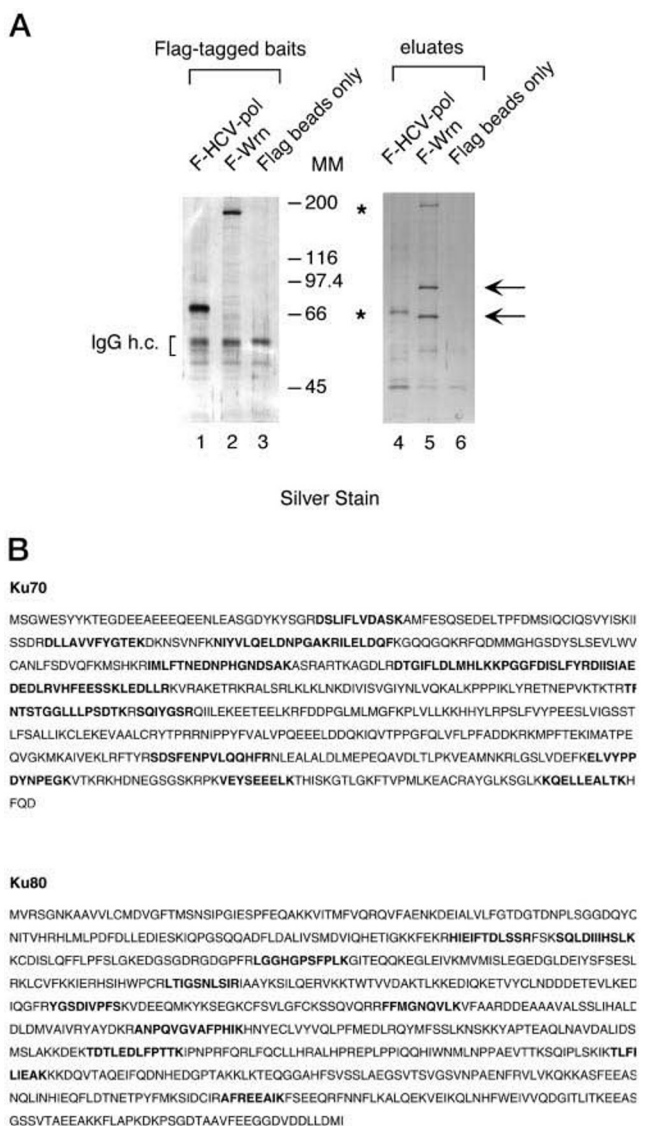 A
Flag-tagged baits
eluates
F-HCV-pol
F-Wrn
Flag beads only
F-HCV-pol
F-Wrn
Flag beads only
MM
200
*
116
97.4
66
*
IgG h.c.
45
1 2 3 4 5 6
Silver Stain
B
Ku70
MSGWESYYKTEGDEEAEEEQEENLEASGDYKYSGRDSLIFLVDASKAMFESQSEDELTPFDMSIQCIQSVYISKII
SSDRDLLAVVFYGTEKDKNSVNFKNIYVLQELDNPGAKRILELDQFKGQQGQKRFQDMMGHGSDYSLSEVLWV
CANLFSDVQFKMSHKRIMLFTNEDNPHGNDSAKASRARTKAGDLRDTGIFLDLMHLKKPGGFDISLFYRDIISIAE
DEDLRVHFEESSKLEDLLRKVRAKETRKRALSRLKLKLNKDIVISVGIYNLVQKALKPPPIKLYRETNEPVKTKTRTF
NTSTGGLLLPSDTKRSQIYGSRQIILEKEETEELKRFDDPGLMLMGFKPLVLLKKHHYLRPSLFVYPEESLVIGSST
LFSALLIKCLEKEVAALCRYTPRRNIPPYFVALVPQEEELDDQKIQVTPPGFQLVFLPFADDKRKMPFTEKIMATPE
QVGKMKAIVEKLRFTYRSDSFENPVLQQHFRNLEALALDLMEPEQAVDLTLPKVEAMNKRLGSLVDEFKELVYPP
DYNPEGKVTKRKHDNEGSGSKRPKVEYSEEELKTHISKGTLGKFTVPMLKEACRAYGLKSGLKKQELLEALTKH
FQD
Ku80
MVRSGNKAAVVLCMDVGFTMSNSIPGIESPFEQAKKVITMFVQRQVFAENKDEIALVLFGTDGTDNPLSGGDQYC
NITVHRHLMLPDFDLLEDIESKIQPGSQQADFLDALIVSMDVIQHETIGKKFEKRHIEIFTDLSSRFSKSQLDIIIHSLK
KCDISLQFFLPFSLGKEDGSGDRGDGPFRLGGHGPSFPLKGITEQQKEGLEIVKMVMISLEGEDGLDEIYSFSESL
RKLCVFKKIERHSIHWPCRLTIGSNLSIRIAAYKSILQERVKKTWTVVDAKTLKKEDIQKETVYCLNDDDETEVLKED
IQGFRYGSDIVPFSKVDEEQMKYKSEGKCFSVLGFCKSSQVQRRFFMGNQVLKVFAARDDEAAAVALSSLIHALD
DLDMVAIVRYAYDKRANPQVGVAFPHIKHNYECLVYVQLPFMEDLRQYMFSSLKNSKKYAPTEAQLNAVDALIDS
MSLAKKDEKTDTLEDLFPTTKIPNPRFQRLFQCLLHRALHPREPLPPIQQHIWNMLNPPAEVTTKSQIPLSKIKTLFI
LIEAKKKDQVTAQEIFQDNHEDGPTAKKLKTEQGGAHFSVSSLAEGSVTSVGSVNPAENFRVLVKQKKASFEEAS
NQLINHIEQFLDTNETPYFMKSIDCIRAFREEAIKFSEEQRFNNFLKALQEKVEIKQLNHFWEIVVQDGITLITKEEAS
GSSVTAEEAKKFLAPKDKPSGDTAAVFEEGGDVDDLLDMI